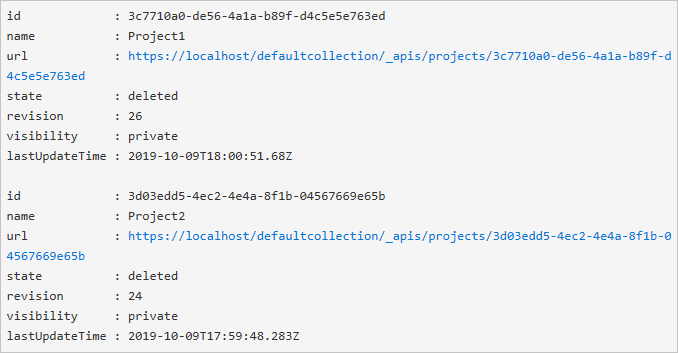 id             : 3c7710a0-de56-4a1a-b89f-d4c5e5e763ed
name           : Project1
url            : https://localhost/defaultcollection/_apis/projects/3c7710a0-de56-4a1a-b89f-d
4c5e5e763ed
state          : deleted
revision       : 26
visibility     : private
lastUpdateTime : 2019-10-09T18:00:51.68Z

id             : 3d03edd5-4ec2-4e4a-8f1b-04567669e65b
name           : Project2
url            : https://localhost/defaultcollection/_apis/projects/3d03edd5-4ec2-4e4a-8f1b-0
4567669e65b
state          : deleted
revision       : 24
visibility     : private
lastUpdateTime : 2019-10-09T17:59:48.283Z